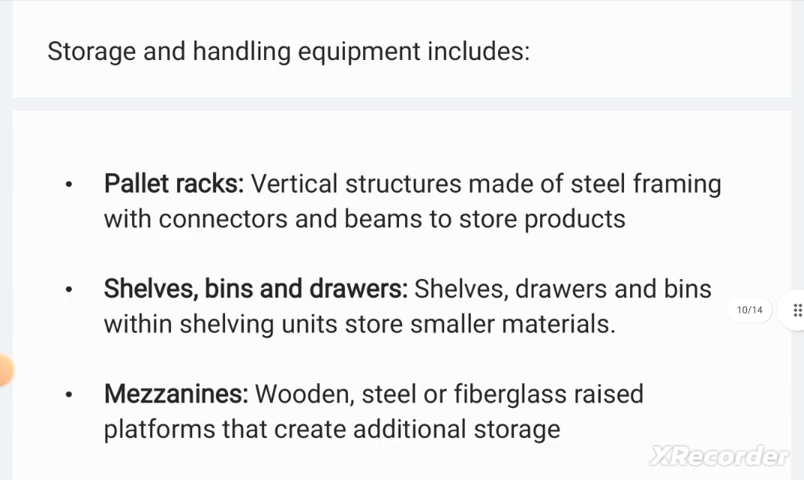 Storage and handling equipment includes:
• Pallet racks: Vertical structures made of steel framing
with connectors and beams to store products
• Shelves, bins and drawers: Shelves, drawers and bins
within shelving units store smaller materials.
10/14
• Mezzanines: Wooden, steel or fiberglass raised
platforms that create additional storage
XRecorder